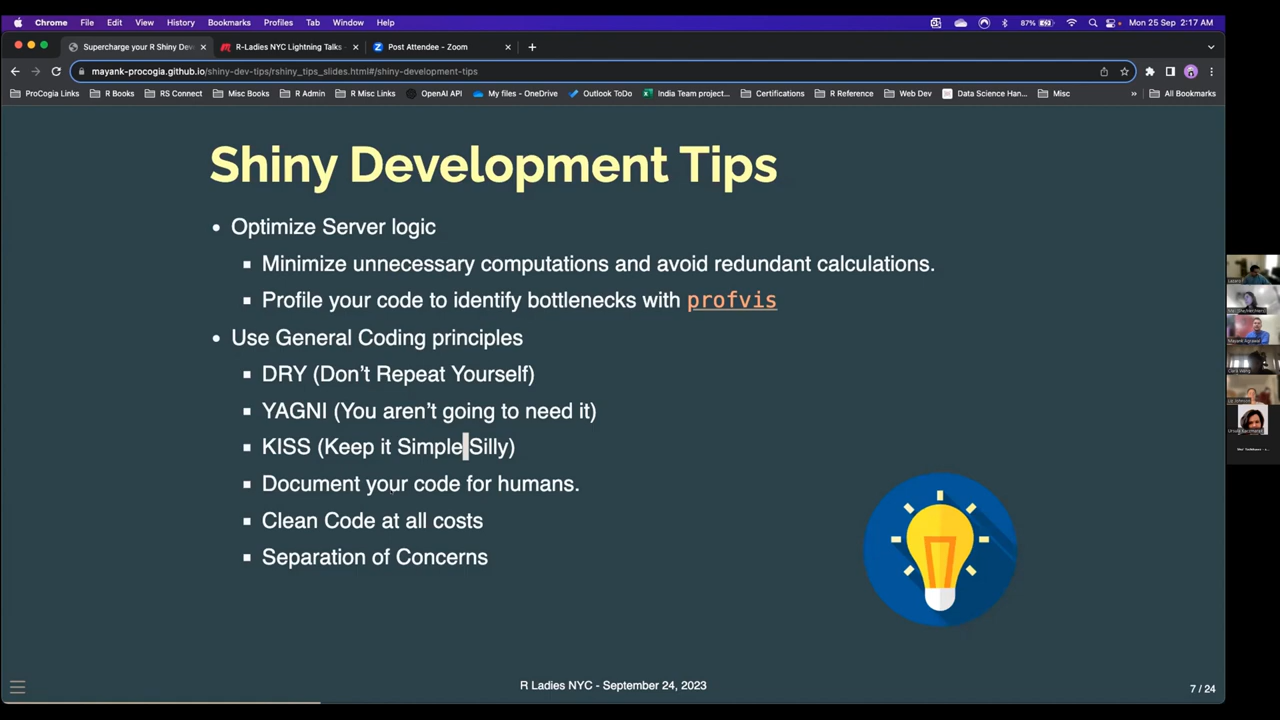 Chrome File Edit View History Bookmarks Profiles Tab Window Help 87% Mon 25 Sep 2:17 AM
Supercharge your R Shiny Dev R-Ladies NYC Lightning Talks - Post Attendee - Zoom
mayank-procogia.github.io/shiny-dev-tips/rshiny_tips_slides.html#/shiny-development-tips
ProCogia Links R Books RS Connect Misc Books R Admin R Misc Links OpenAI API My files - OneDrive Outlook ToDo India Team project... Certifications R Reference Web Dev Data Science Han... Misc » All Bookmarks
Shiny Development Tips
• Optimize Server logic
▪ Minimize unnecessary computations and avoid redundant calculations.
▪ Profile your code to identify bottlenecks with profvis
• Use General Coding principles
▪ DRY (Don't Repeat Yourself)
▪ YAGNI (You aren't going to need it)
▪ KISS (Keep it Simple Silly)
▪ Document your code for humans.
▪ Clean Code at all costs
▪ Separation of Concerns
R Ladies NYC - September 24, 2023
7 / 24